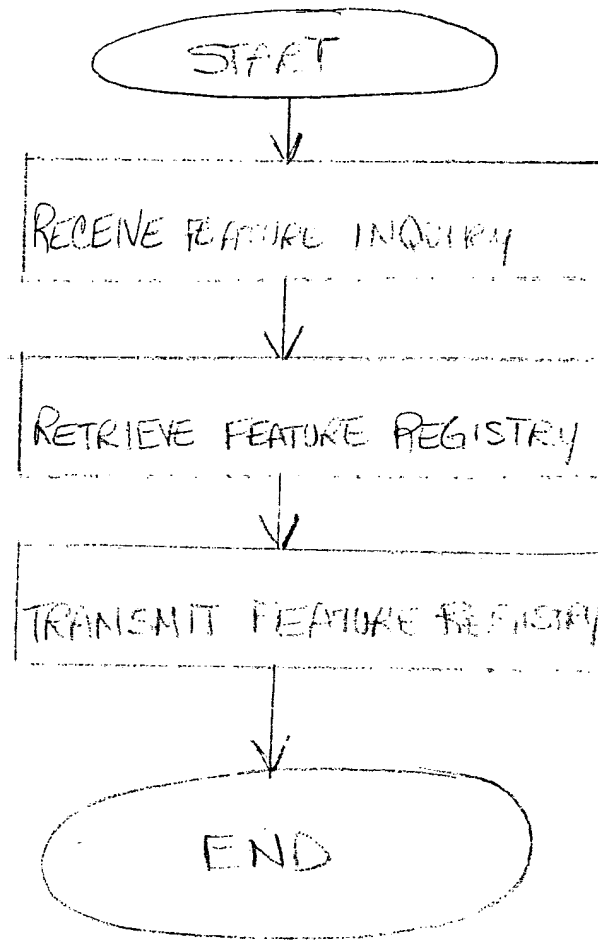 START
RECEIVE FEATURE INQUIRY
RETRIEVE FEATURE REGISTRY
TRANSMIT FEATURE REGISTRY
END